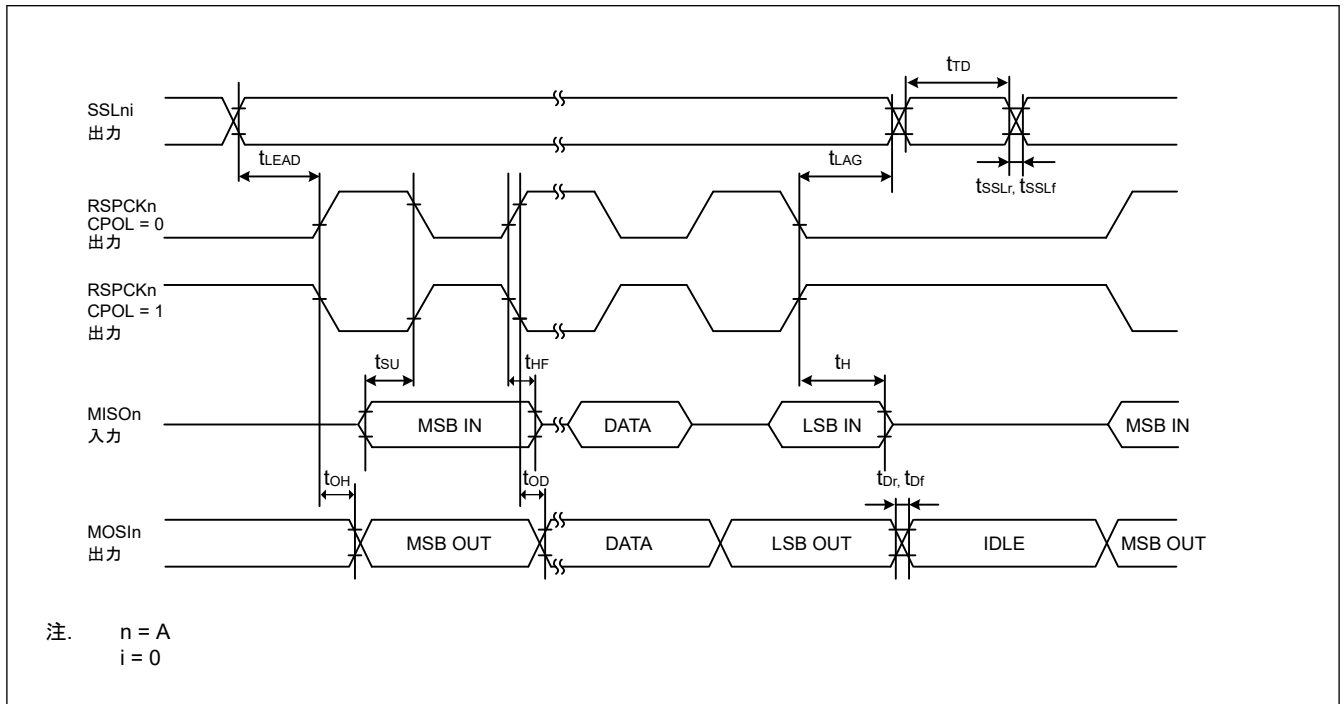 tTD
SSLni
出力
tLEAD
tLAG
tSSLr, tSSLf
RSPCKn
CPOL = 0
出力
RSPCKn
CPOL = 1
出力
tSU
tHF
tH
MISOn
入力
MSB IN
DATA
LSB IN
MSB IN
tOH
tOD
tDr, tDf
MOSIn
出力
MSB OUT
DATA
LSB OUT
IDLE
MSB OUT
注. n = A
i = 0